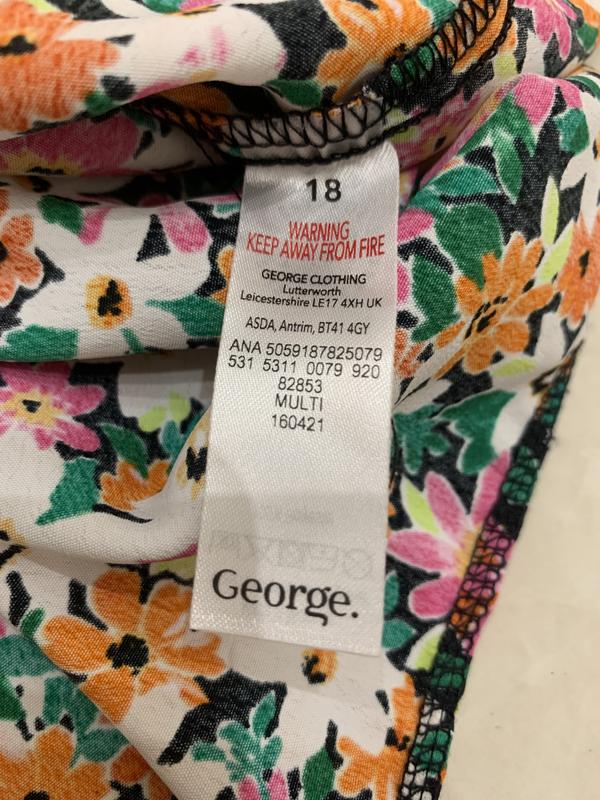 18
WARNING
KEEP AWAY FROM FIRE
GEORGE CLOTHING
Lutterworth
Leicestershire LE17 4XH UK
ASDA, Antrim, BT41 4GY
ANA 5059187825079
531 5311 0079 920
82853
MULTI
160421
George.